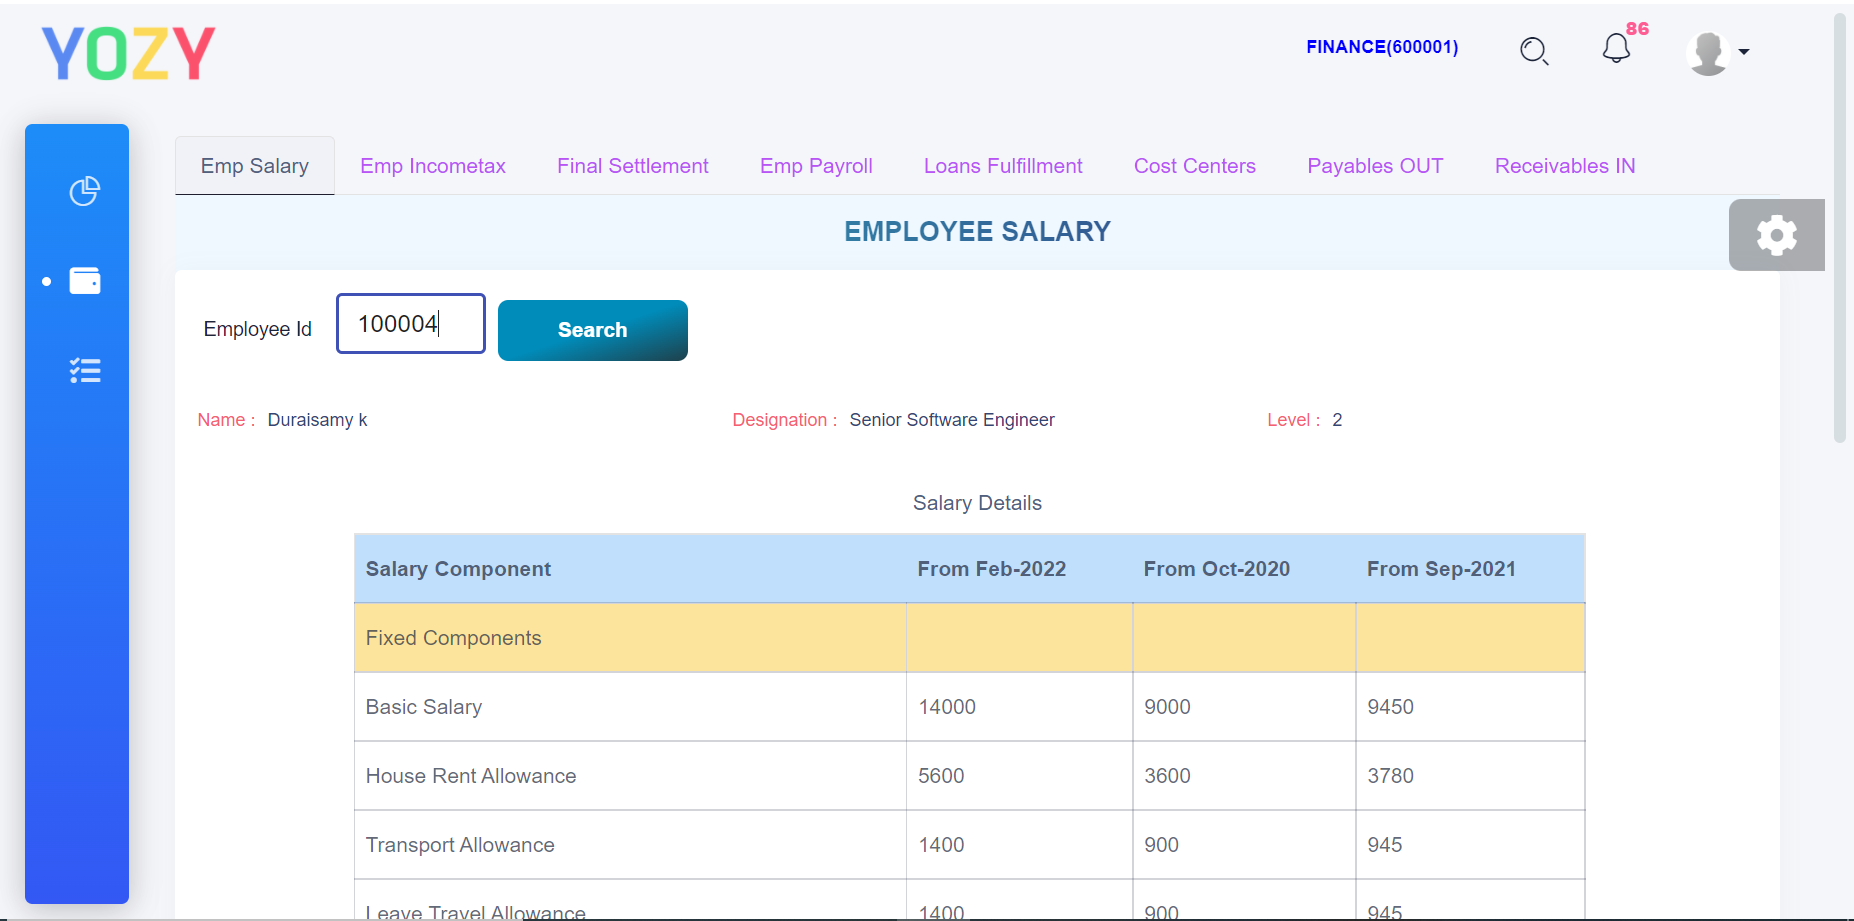 YOZY
FINANCE(600001)
86
Emp Salary Emp Incometax Final Settlement Emp Payroll Loans Fulfillment Cost Centers Payables OUT Receivables IN
EMPLOYEE SALARY
Employee Id 100004 Search
Name : Duraisamy k Designation : Senior Software Engineer Level : 2
Salary Details
Salary Component From Feb-2022 From Oct-2020 From Sep-2021
Fixed Components
Basic Salary 14000 9000 9450
House Rent Allowance 5600 3600 3780
Transport Allowance 1400 900 945
Leave Travel Allowance 1400 900 945